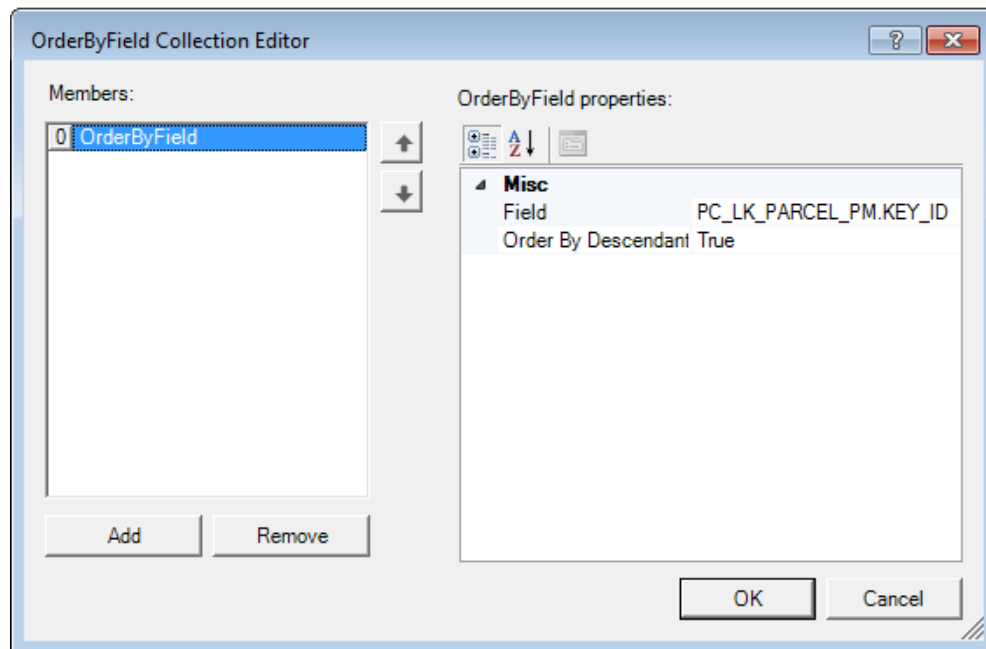 OrderByField Collection Editor
Members:
0 OrderByField
Add
Remove
OrderByField properties:
Misc
Field PC_LK_PARCEL_PM.KEY_ID
Order By Descendant True
OK
Cancel